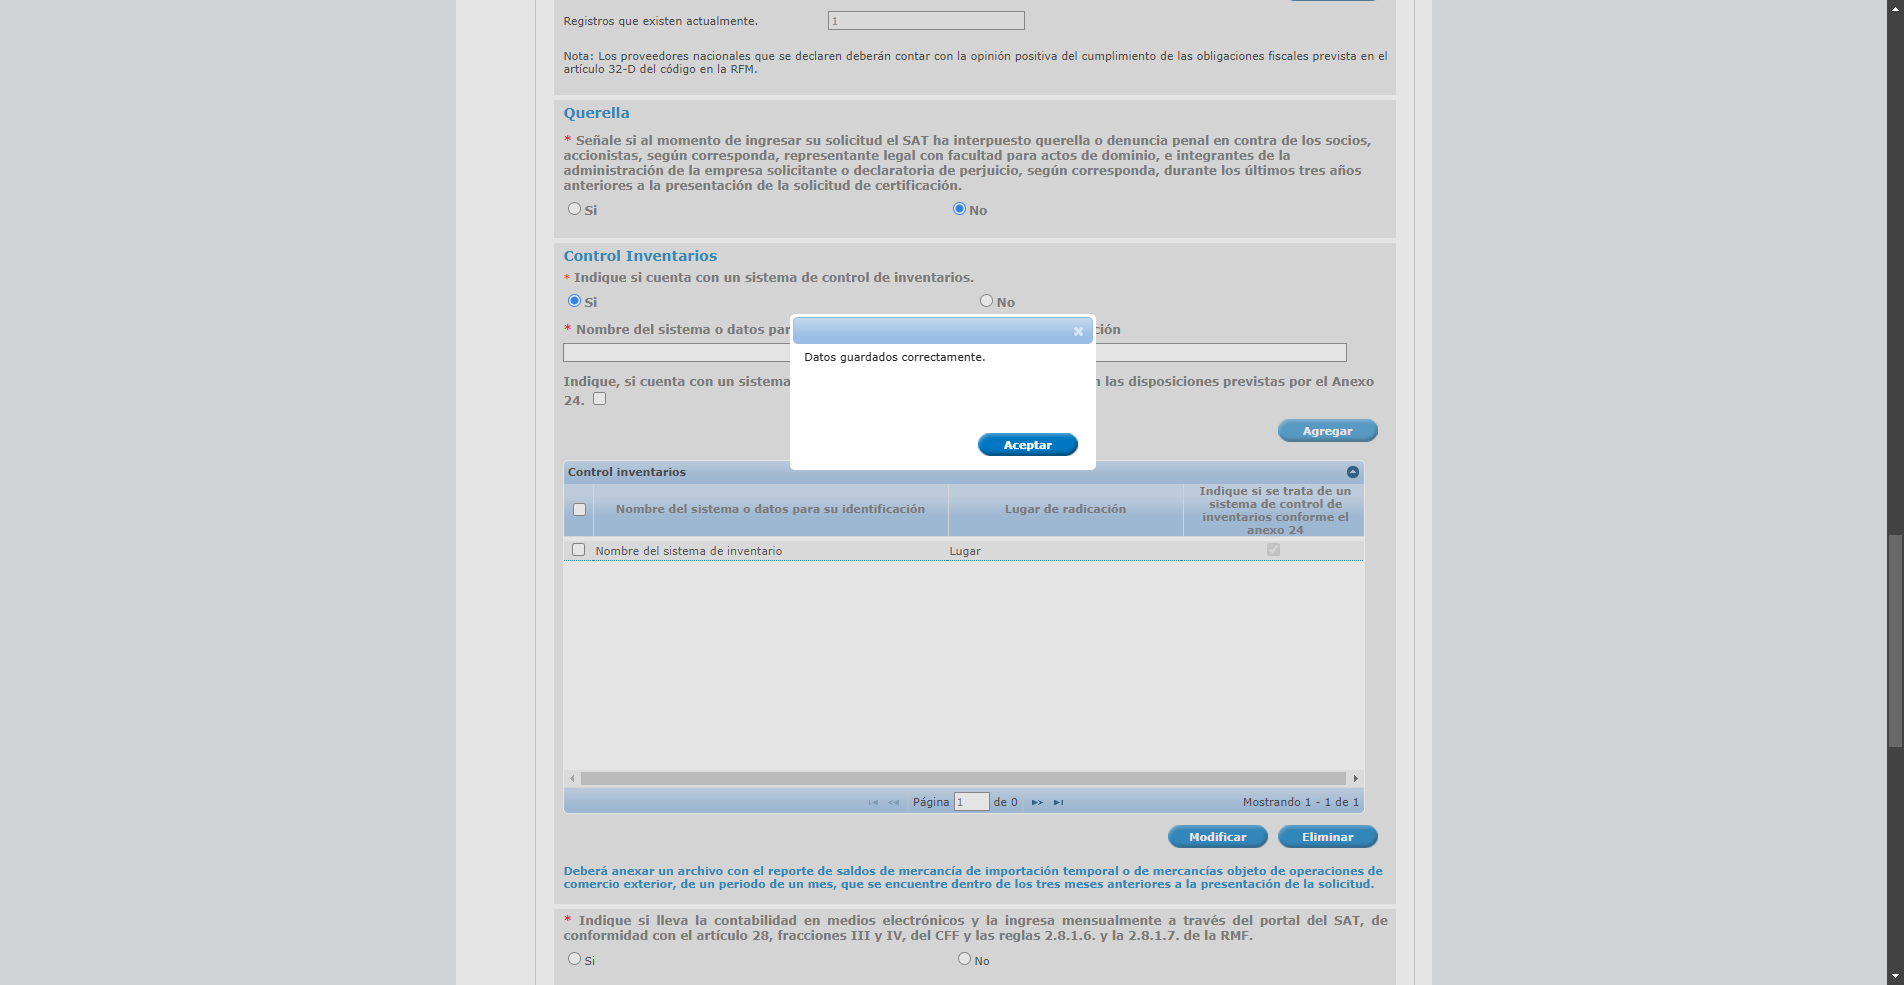 Registros que existen actualmente.
1
Nota: Los proveedores nacionales que se declaren deberán contar con la opinión positiva del cumplimiento de las obligaciones fiscales prevista en el
artículo 32-D del código en la RFM.
Querella
* Señale si al momento de ingresar su solicitud el SAT ha interpuesto querella o denuncia penal en contra de los socios,
accionistas, según corresponda, representante legal con facultad para actos de dominio, e integrantes de la
administración de la empresa solicitante o declaratoria de perjuicio, según corresponda, durante los últimos tres años
anteriores a la presentación de la solicitud de certificación.
Si
No
Control Inventarios
* Indique si cuenta con un sistema de control de inventarios.
Si
No
* Nombre del sistema o datos
Datos guardados correctamente.
Indique, si cuenta con un sistema
las disposiciones previstas por el Anexo
24.
Agregar
Aceptar
Control inventarios
Nombre del sistema o datos para su identificación
Lugar de radicación
Indique si se trata de un
sistema de control de
inventarios conforme el
anexo 24
Nombre del sistema de inventario
Lugar
Página 1 de 0
Mostrando 1 - 1 de 1
Modificar
Eliminar
Deberá anexar un archivo con el reporte de saldos de mercancía de importación temporal o de mercancías objeto de operaciones de
comercio exterior, de un periodo de un mes, que se encuentre dentro de los tres meses anteriores a la presentación de la solicitud.
* Indique si lleva la contabilidad en medios electrónicos y la ingresa mensualmente a través del portal del SAT, de
conformidad con el artículo 28, fracciones III y IV, del CFF y las reglas 2.8.1.6. y la 2.8.1.7. de la RMF.
Si
No